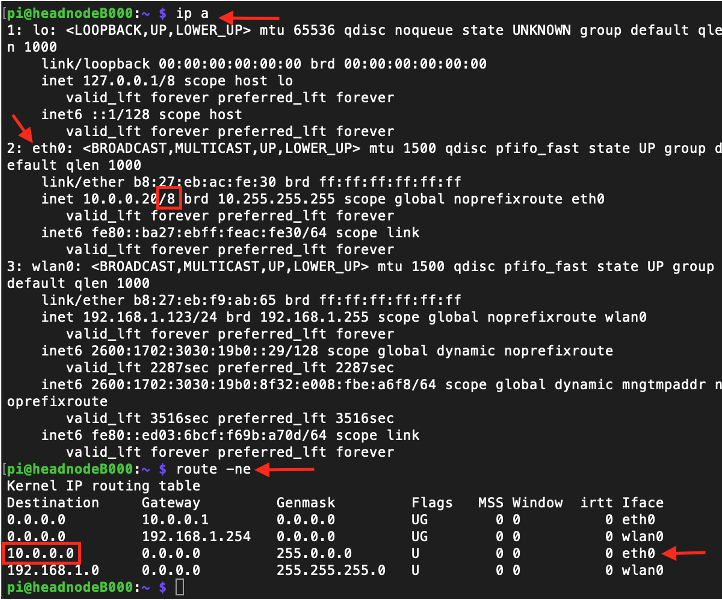 [pi@headnodeB000:~ $ ip a
1: lo: <LOOPBACK,UP,LOWER_UP> mtu 65536 qdisc noqueue state UNKNOWN group default qle
n 1000
    link/loopback 00:00:00:00:00:00 brd 00:00:00:00:00:00
    inet 127.0.0.1/8 scope host lo
       valid_lft forever preferred_lft forever
    inet6 ::1/128 scope host
       valid_lft forever preferred_lft forever
2: eth0: <BROADCAST,MULTICAST,UP,LOWER_UP> mtu 1500 qdisc pfifo_fast state UP group d
efault qlen 1000
    link/ether b8:27:eb:ac:fe:30 brd ff:ff:ff:ff:ff:ff
    inet 10.0.0.20/8 brd 10.255.255.255 scope global noprefixroute eth0
       valid_lft forever preferred_lft forever
    inet6 fe80::ba27:ebff:feac:fe30/64 scope link
       valid_lft forever preferred_lft forever
3: wlan0: <BROADCAST,MULTICAST,UP,LOWER_UP> mtu 1500 qdisc pfifo_fast state UP group
default qlen 1000
    link/ether b8:27:eb:f9:ab:65 brd ff:ff:ff:ff:ff:ff
    inet 192.168.1.123/24 brd 192.168.1.255 scope global noprefixroute wlan0
       valid_lft forever preferred_lft forever
    inet6 2600:1702:3030:19b0::29/128 scope global dynamic noprefixroute
       valid_lft 2287sec preferred_lft 2287sec
    inet6 2600:1702:3030:19b0:8f32:e008:fbe:a6f8/64 scope global dynamic mngtmpaddr n
oprefixroute
       valid_lft 3516sec preferred_lft 3516sec
    inet6 fe80::ed03:6bcf:f69b:a70d/64 scope link
       valid_lft forever preferred_lft forever
[pi@headnodeB000:~ $ route -ne
Kernel IP routing table
Destination     Gateway         Genmask         Flags   MSS Window  irtt Iface
0.0.0.0         10.0.0.1        0.0.0.0         UG        0 0          0 eth0
0.0.0.0         192.168.1.254   0.0.0.0         UG        0 0          0 wlan0
10.0.0.0        0.0.0.0         255.0.0.0       U         0 0          0 eth0
192.168.1.0     0.0.0.0         255.255.255.0   U         0 0          0 wlan0
pi@headnodeB000:~ $